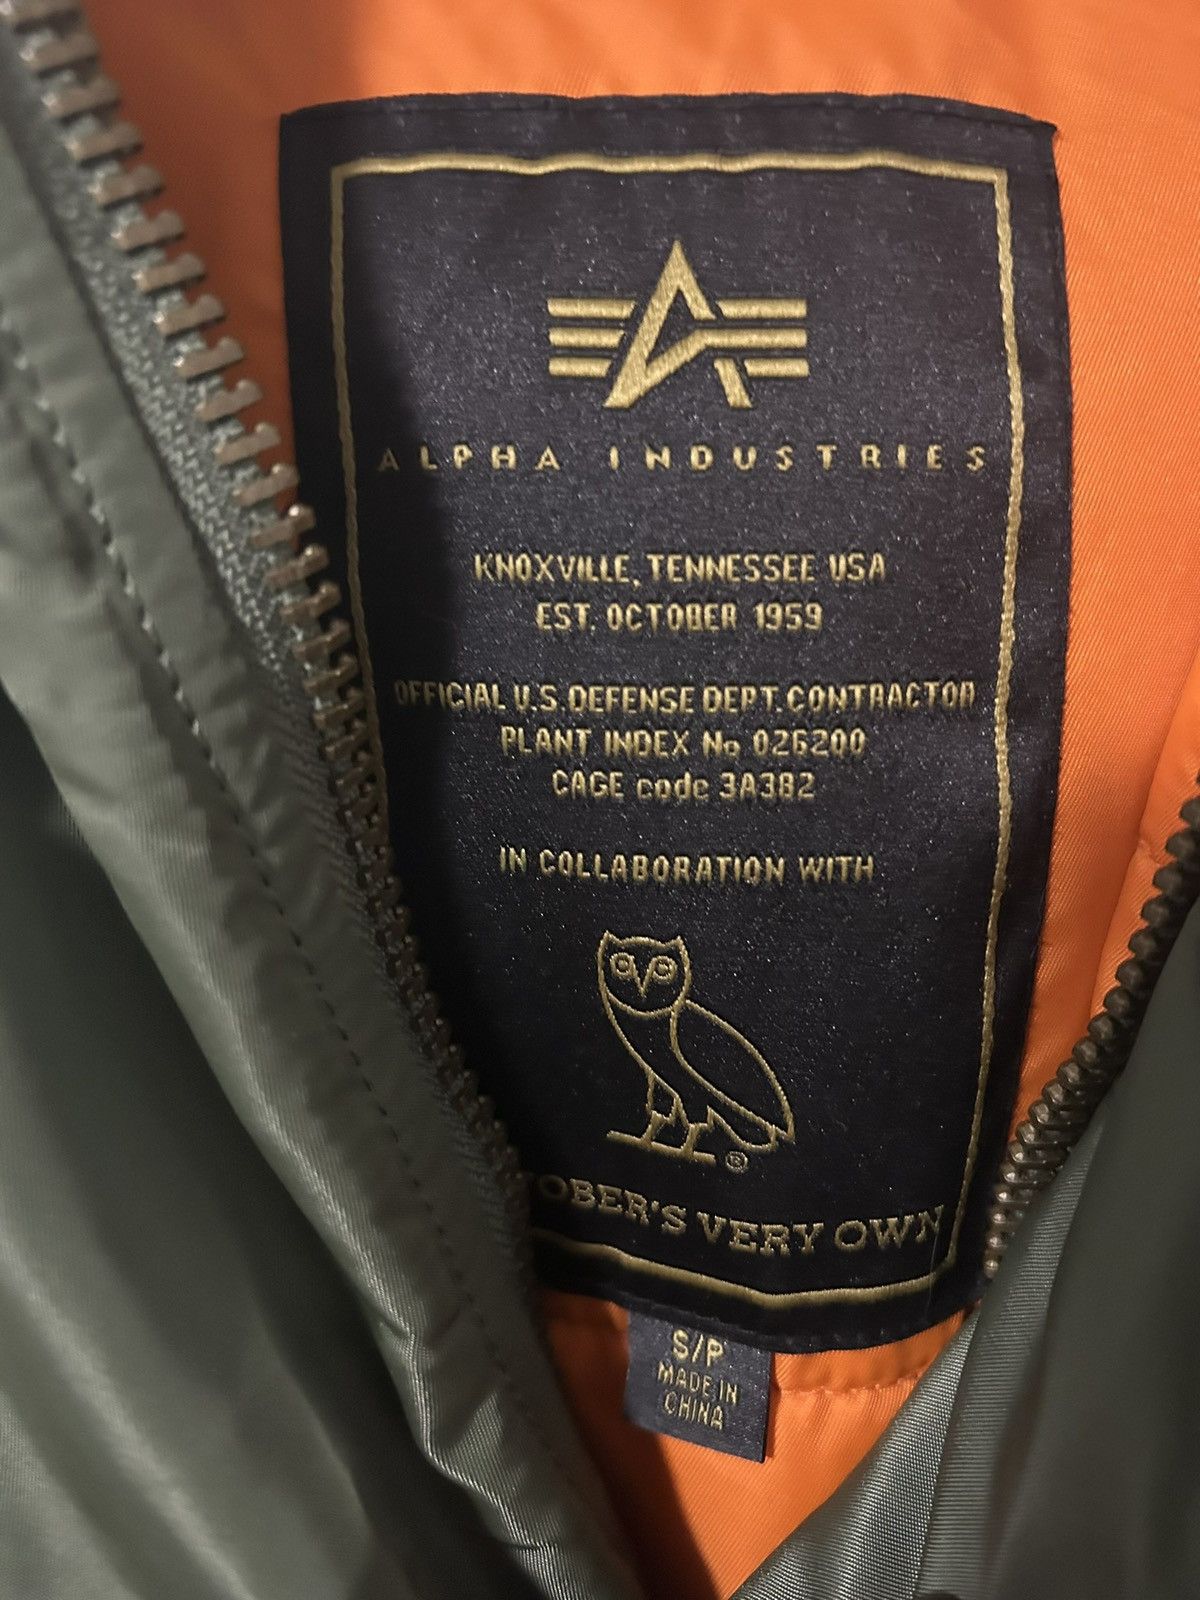 ALPHA INDUSTRIES
KNOXVILLE, TENNESSEE USA
EST. OCTOBER 1959
OFFICIAL U.S. DEFENSE DEPT. CONTRACTOR
PLANT INDEX No 026200
CAGE code 3A382
IN COLLABORATION WITH
®
TOBER'S VERY OWN
S/P
MADE IN
CHINA